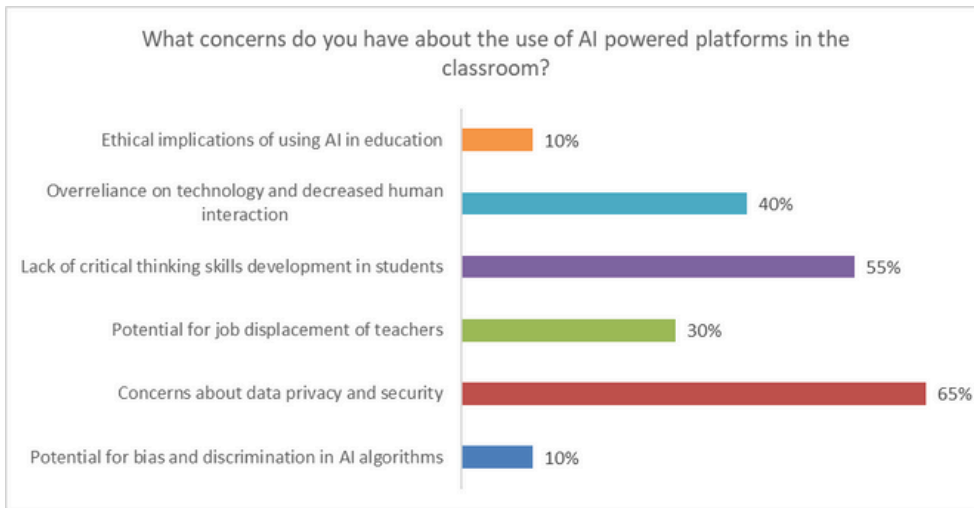 What concerns do you have about the use of AI powered platforms in the
classroom?
Ethical implications of using AI in education
10%
Overreliance on technology and decreased human
interaction
40%
Lack of critical thinking skills development in students
55%
Potential for job displacement of teachers
30%
Concerns about data privacy and security
65%
Potential for bias and discrimination in AI algorithms
10%